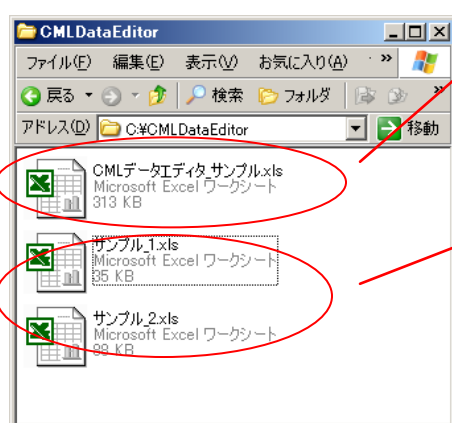 CMLDataEditor
ファイル(F) 編集(E) 表示(V) お気に入り(A) »
戻る 検索 フォルダ »
アドレス(D) C:¥CMLDataEditor 移動
CMLデータエディタ_サンプル.xls
Microsoft Excel ワークシート
313 KB
サンプル_1.xls
Microsoft Excel ワークシート
35 KB
サンプル_2.xls
Microsoft Excel ワークシート
88 KB